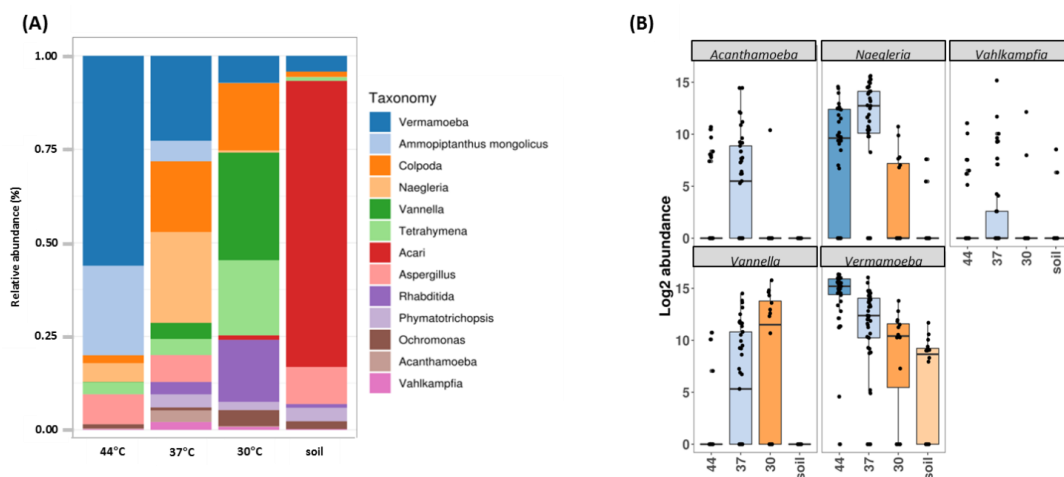 (A)
1.00
0.75
0.50
0.25
0.00
Relative abundance (%)
44°C 37°C 30°C soil
Taxonomy
Vermamoeba
Ammopiptanthus mongolicus
Colpoda
Naegleria
Vannella
Tetrahymena
Acari
Aspergillus
Rhabditida
Phymatotrichopsis
Ochromonas
Acanthamoeba
Vahlkampfia
(B)
Acanthamoeba Naegleria Vahlkampfia
15
10
5
0
44 37 30 soil
Log2 abundance
Vannella Vermamoeba
15
10
5
0
44 37 30 soil 44 37 30 soil